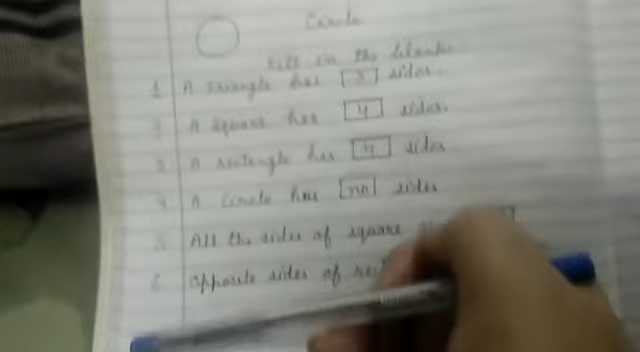 Circle
Fill in the blanks.
1 A triangle has 3 sides.
2 A square has 4 sides.
3 A rectangle has 4 sides
4 A circle has no sides
5 All the sides of square
6 Opposite sides of